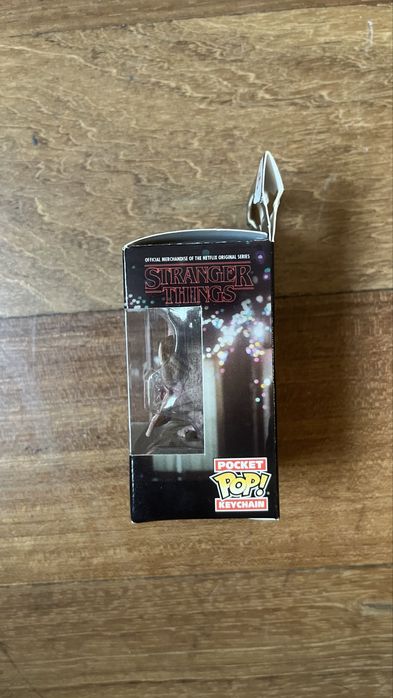 OFFICIAL MERCHANDISE OF THE NETFLIX ORIGINAL SERIES
STRANGER
THINGS
POCKET
POP!
KEYCHAIN